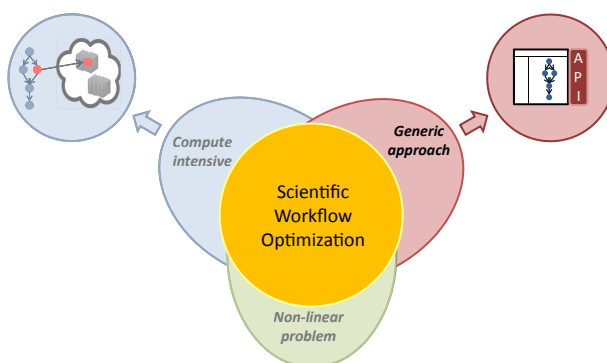 Compute
intensive
Generic
approach
A
P
I
Scientific
Workflow
Optimization
Non-linear
problem